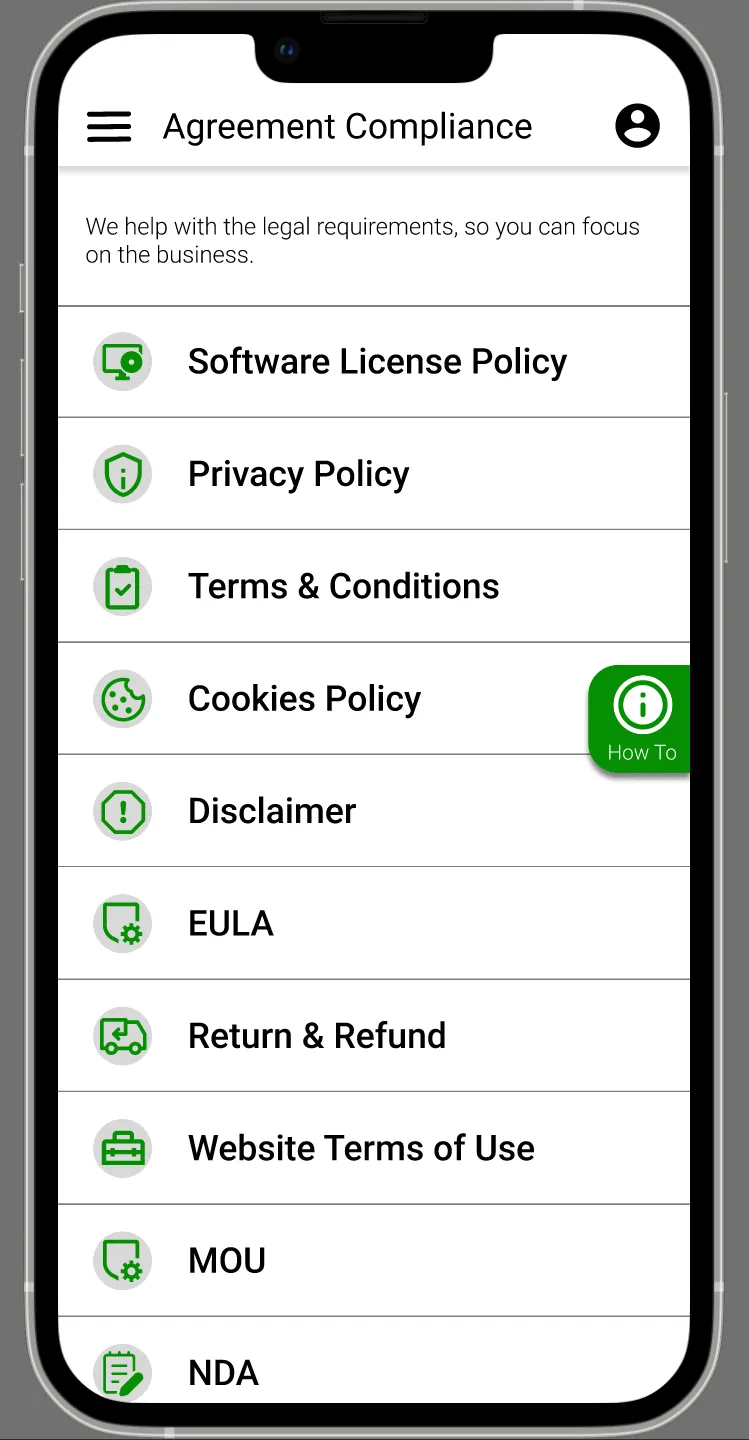 Agreement Compliance
We help with the legal requirements, so you can focus
on the business.
Software License Policy
Privacy Policy
Terms & Conditions
Cookies Policy
How To
Disclaimer
EULA
Return & Refund
Website Terms of Use
MOU
NDA